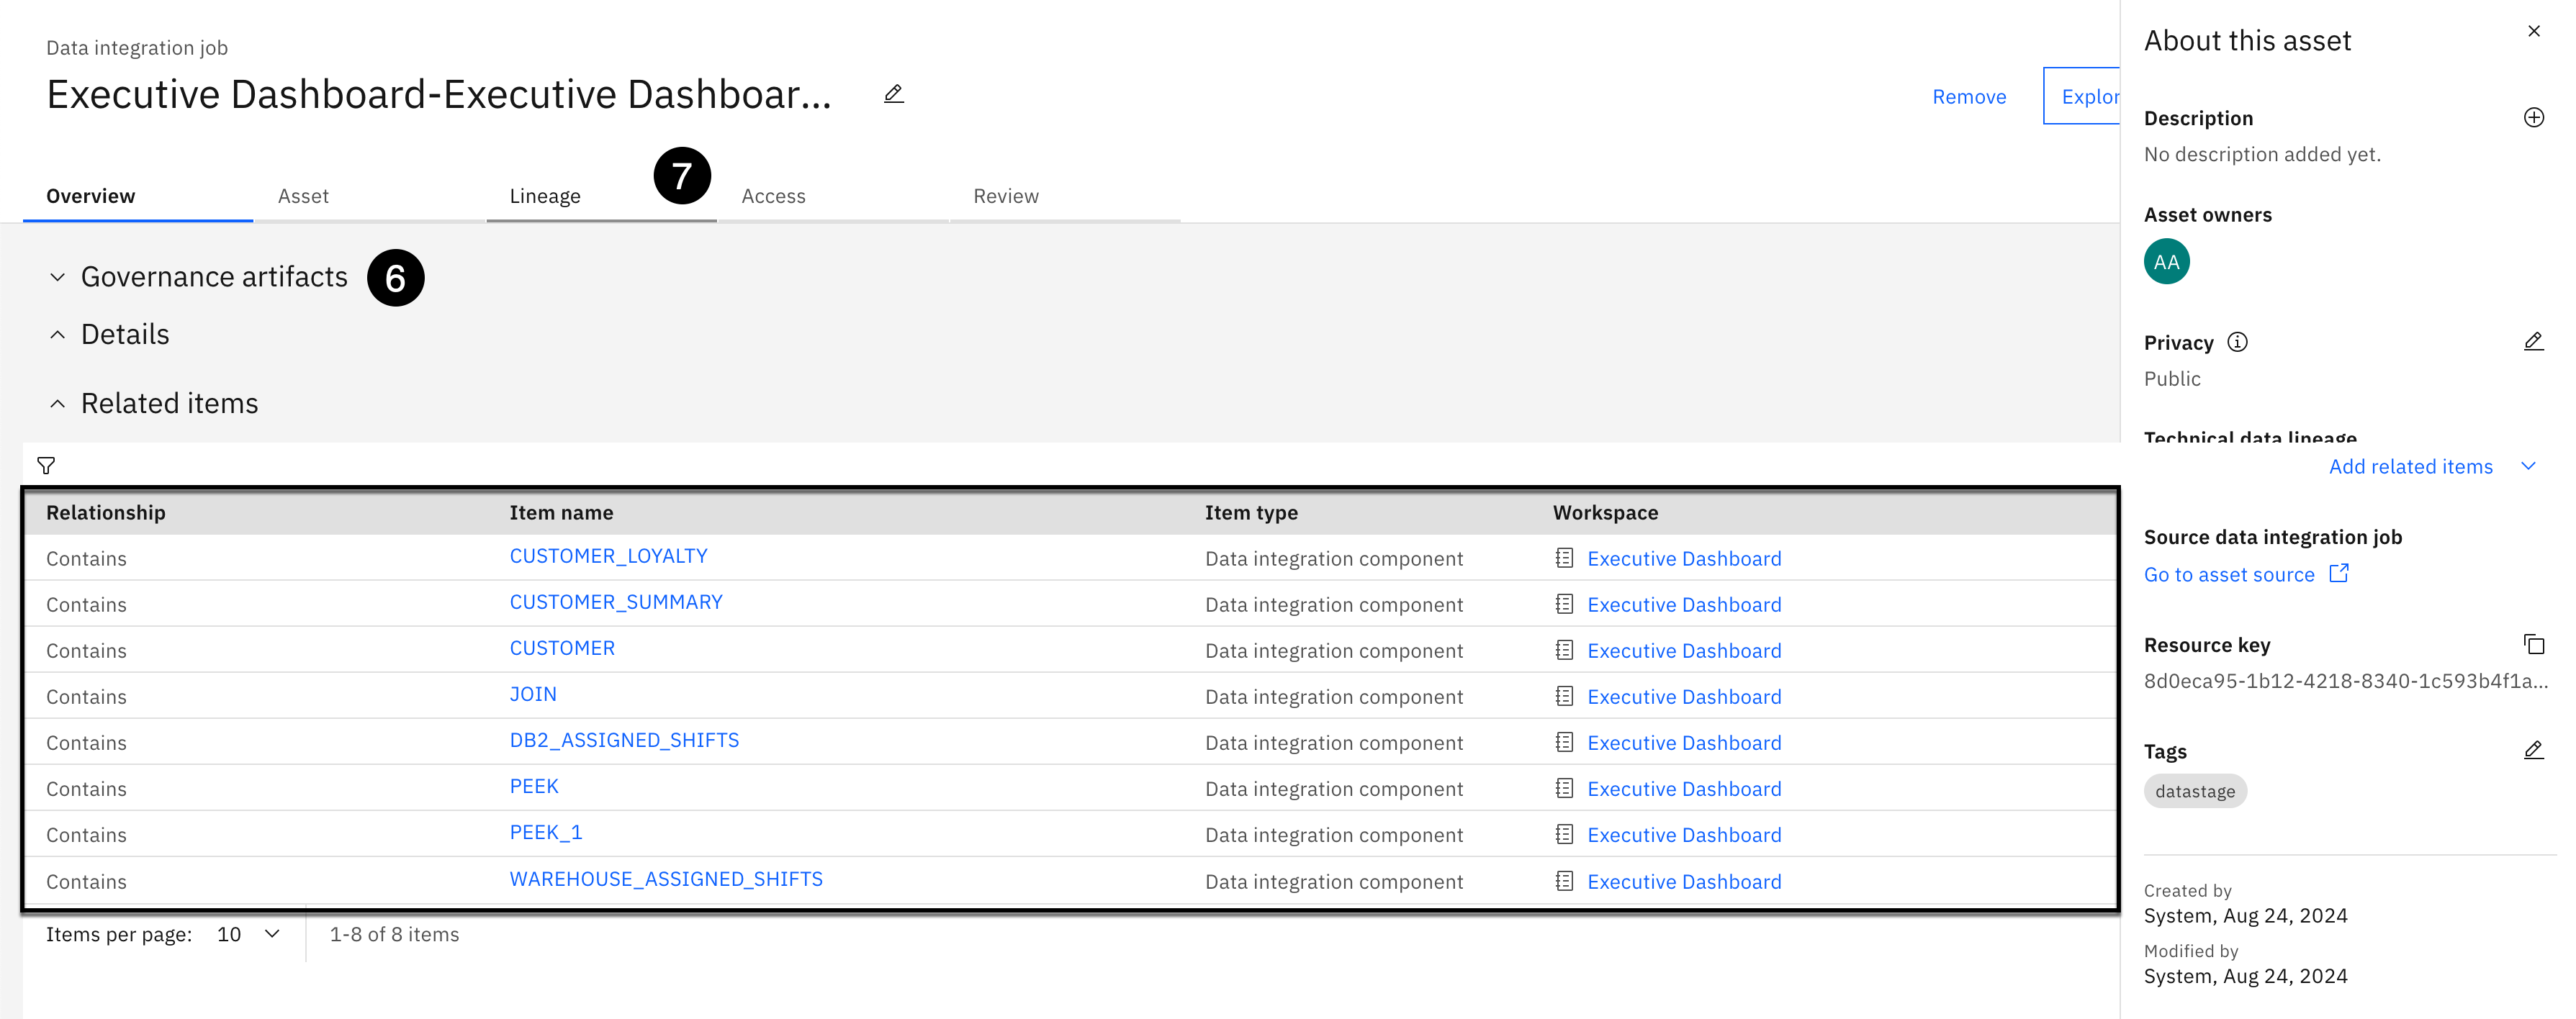 Data integration job
Executive Dashboard-Executive Dashboar...
Remove
Explor
Overview
Asset
Lineage
7
Access
Review
Governance artifacts
6
Details
Related items
Add related items
Relationship Item name Item type Workspace
Contains CUSTOMER_LOYALTY Data integration component Executive Dashboard
Contains CUSTOMER_SUMMARY Data integration component Executive Dashboard
Contains CUSTOMER Data integration component Executive Dashboard
Contains JOIN Data integration component Executive Dashboard
Contains DB2_ASSIGNED_SHIFTS Data integration component Executive Dashboard
Contains PEEK Data integration component Executive Dashboard
Contains PEEK_1 Data integration component Executive Dashboard
Contains WAREHOUSE_ASSIGNED_SHIFTS Data integration component Executive Dashboard
Items per page: 10 1-8 of 8 items
About this asset
Description
No description added yet.
Asset owners
AA
Privacy
Public
Technical data lineage
Source data integration job
Go to asset source
Resource key
8d0eca95-1b12-4218-8340-1c593b4f1a...
Tags
datastage
Created by
System, Aug 24, 2024
Modified by
System, Aug 24, 2024